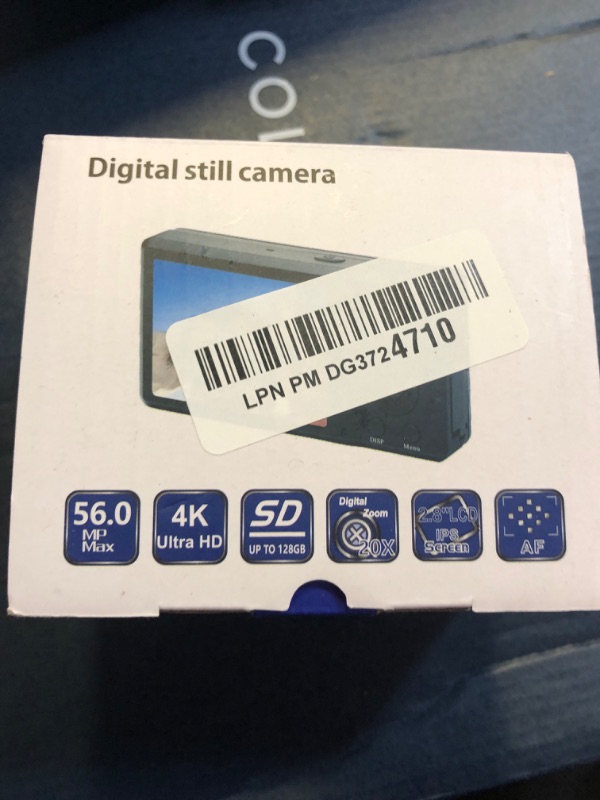 COL
Digital still camera
LPN PM DG3724710
DISP
Menu
56.0
MP
Max
4K
Ultra HD
SD
UP TO 128GB
Digital
Zoom
20X
2.8"LCD
IPS
Screen
AF